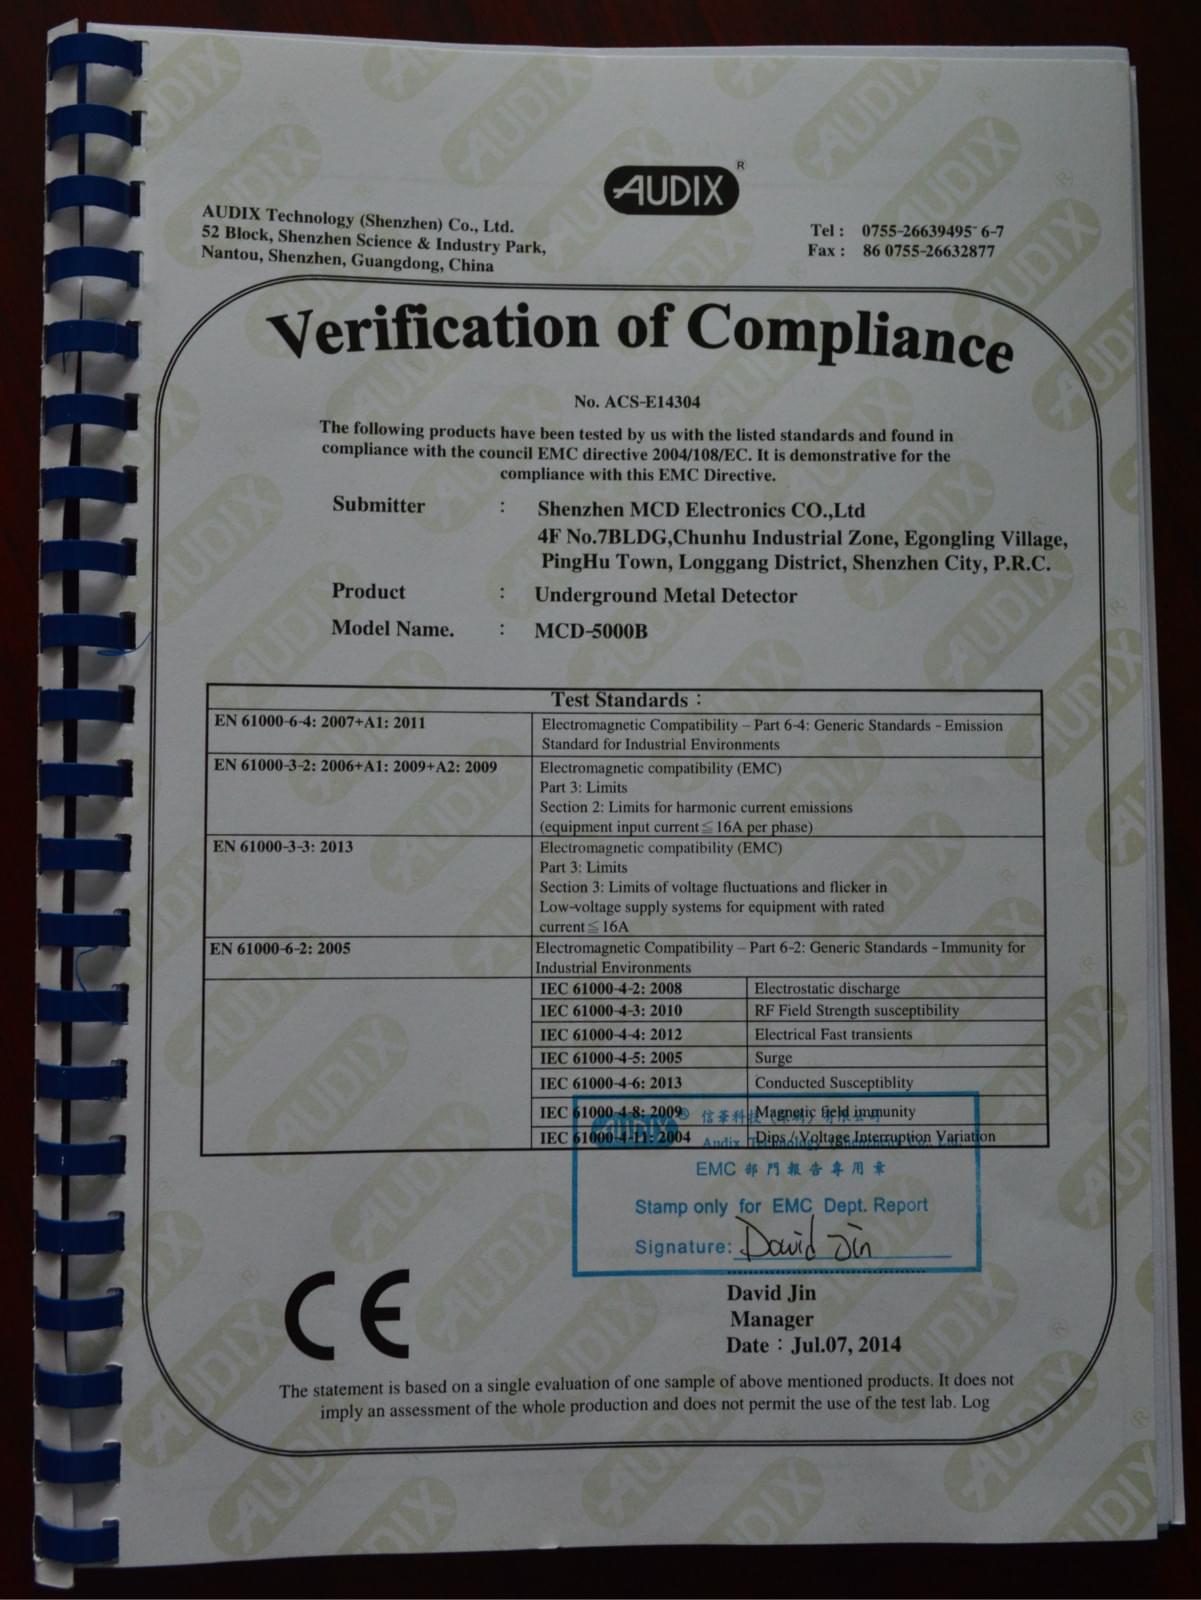 AUDIX ®
AUDIX Technology (Shenzhen) Co., Ltd.
52 Block, Shenzhen Science & Industry Park,
Nantou, Shenzhen, Guangdong, China
Tel : 0755-26639495~6-7
Fax : 86 0755-26632877
Verification of Compliance
No. ACS-E14304
The following products have been tested by us with the listed standards and found in
compliance with the council EMC directive 2004/108/EC. It is demonstrative for the
compliance with this EMC Directive.
Submitter : Shenzhen MCD Electronics CO.,Ltd
4F No.7BLDG,Chunhu Industrial Zone, Egongling Village,
PingHu Town, Longgang District, Shenzhen City, P.R.C.
Product : Underground Metal Detector
Model Name. : MCD-5000B
Test Standards :
EN 61000-6-4: 2007+A1: 2011 Electromagnetic Compatibility – Part 6-4: Generic Standards - Emission
Standard for Industrial Environments
EN 61000-3-2: 2006+A1: 2009+A2: 2009 Electromagnetic compatibility (EMC)
Part 3: Limits
Section 2: Limits for harmonic current emissions
(equipment input current≦16A per phase)
EN 61000-3-3: 2013 Electromagnetic compatibility (EMC)
Part 3: Limits
Section 3: Limits of voltage fluctuations and flicker in
Low-voltage supply systems for equipment with rated
current≦16A
EN 61000-6-2: 2005 Electromagnetic Compatibility – Part 6-2: Generic Standards - Immunity for
Industrial Environments
IEC 61000-4-2: 2008 Electrostatic discharge
IEC 61000-4-3: 2010 RF Field Strength susceptibility
IEC 61000-4-4: 2012 Electrical Fast transients
IEC 61000-4-5: 2005 Surge
IEC 61000-4-6: 2013 Conducted Susceptiblity
IEC 61000-4-8: 2009 Magnetic field immunity
IEC 61000-4-11: 2004 Dips / Voltage Interruption Variation
AUDIX ® 信華科技
Audix Technology
EMC 部門報告專用章
Stamp only for EMC Dept. Report
Signature: David Jin
David Jin
Manager
Date : Jul.07, 2014
CE
The statement is based on a single evaluation of one sample of above mentioned products. It does not
imply an assessment of the whole production and does not permit the use of the test lab. Log